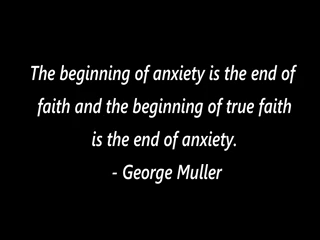 The beginning of anxiety is the end of
faith and the beginning of true faith
is the end of anxiety.
- George Muller